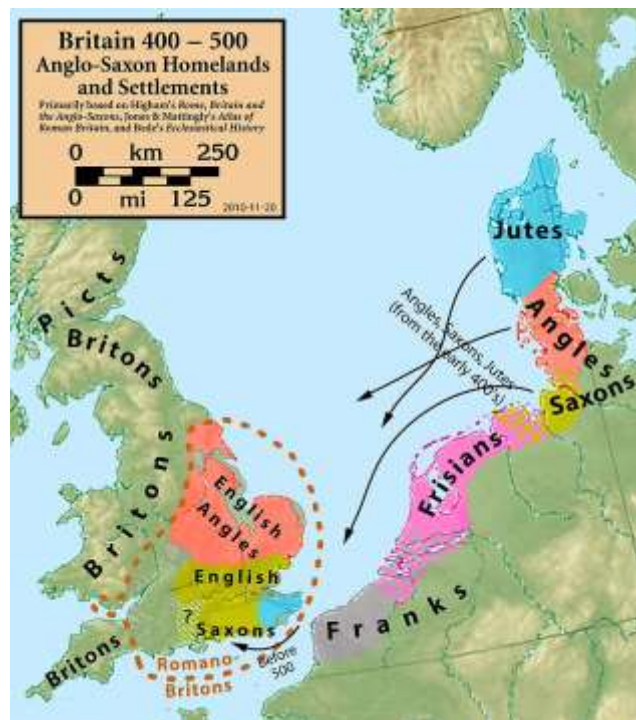 Britain 400 – 500
Anglo-Saxon Homelands
and Settlements
Primarily based on Higham's Rome, Britain and
the Anglo-Saxons, Jones & Mattingly's Atlas of
Roman Britain, and Bede's Ecclesiastical History
0 km 250
0 mi 125
2010-11-20
Jutes
Picts
Angles, Saxons, Jutes
(from the early 400's)
Angles
Britons
Saxons
Frisians
Britons
English
Angles
English
Saxons
?
Franks
Britons
Before
500
Romano
Britons